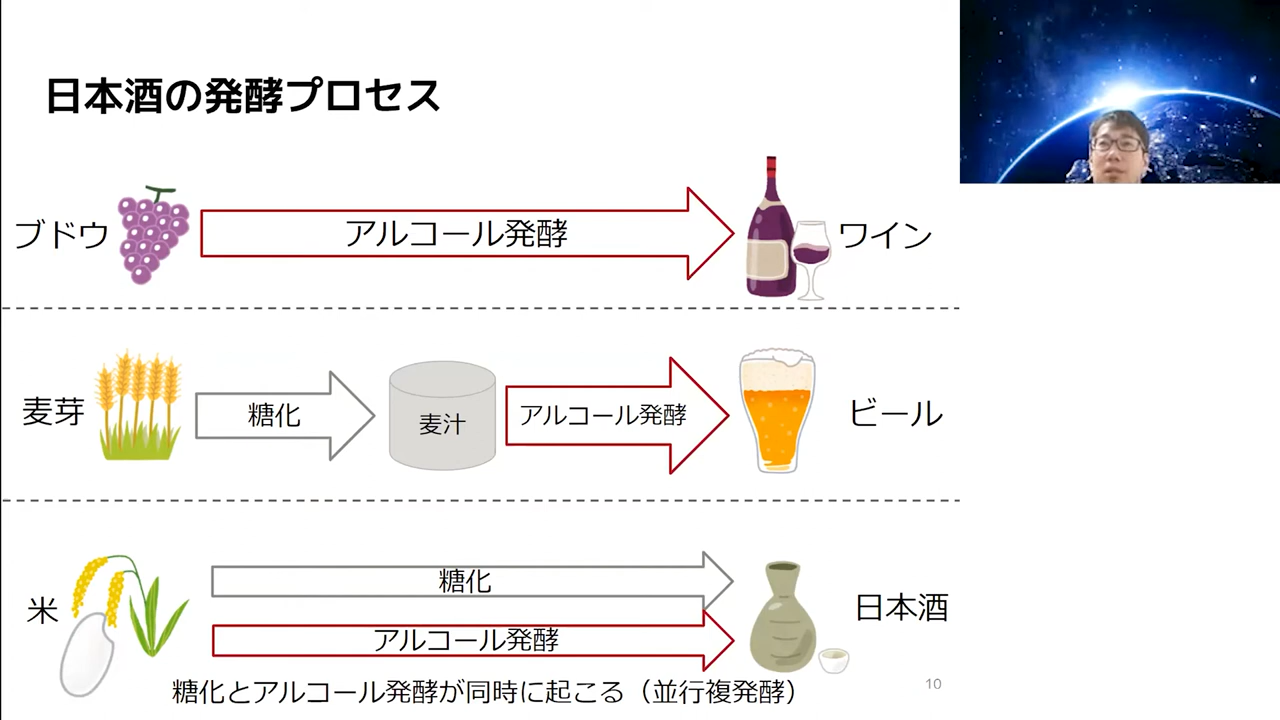 日本酒の発酵プロセス
ブドウ
アルコール発酵
ワイン
麦芽
糖化
麦汁
アルコール発酵
ビール
米
糖化
アルコール発酵
日本酒
糖化とアルコール発酵が同時に起こる（並行複発酵）
10